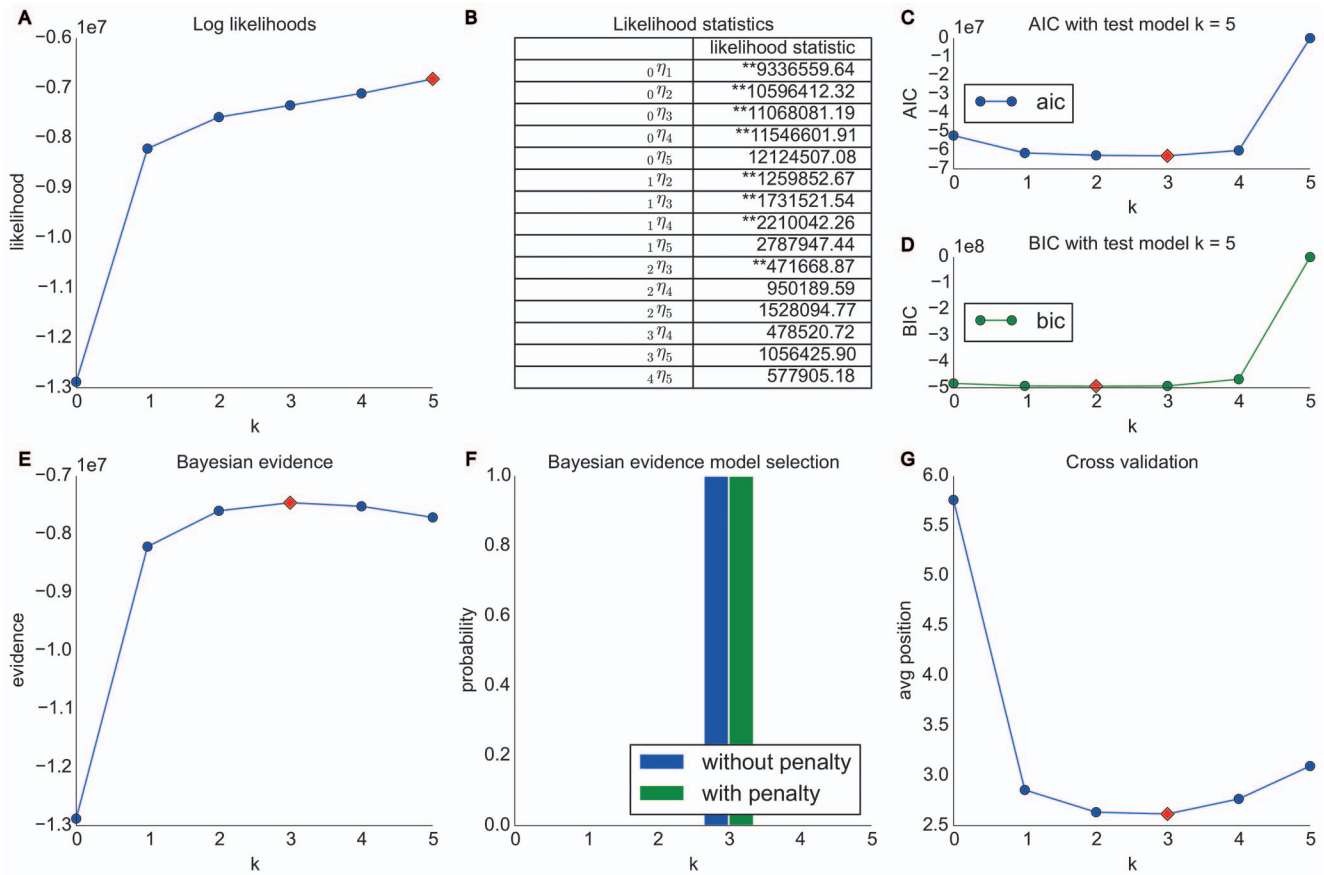 A
Log likelihoods
1e7
−0.6
−0.7
−0.8
−0.9
−1.0
−1.1
−1.2
−1.3
likelihood
0 1 2 3 4 5
k
B
Likelihood statistics
likelihood statistic
₀η₁ **9336559.64
₀η₂ **10596412.32
₀η₃ **11068081.19
₀η₄ **11546601.91
₀η₅ 12124507.08
₁η₂ **1259852.67
₁η₃ **1731521.54
₁η₄ **2210042.26
₁η₅ 2787947.44
₂η₃ **471668.87
₂η₄ 950189.59
₂η₅ 1528094.77
₃η₄ 478520.72
₃η₅ 1056425.90
₄η₅ 577905.18
C
AIC with test model k = 5
1e7
0
−1
−2
−3
−4
−5
−6
−7
AIC
aic
0 1 2 3 4 5
k
D
BIC with test model k = 5
1e8
0
−1
−2
−3
−4
−5
BIC
bic
0 1 2 3 4 5
k
E
Bayesian evidence
1e7
−0.7
−0.8
−0.9
−1.0
−1.1
−1.2
−1.3
evidence
0 1 2 3 4 5
k
F
Bayesian evidence model selection
1.0
0.8
0.6
0.4
0.2
0.0
probability
without penalty
with penalty
0 1 2 3 4 5
k
G
Cross validation
6.0
5.5
5.0
4.5
4.0
3.5
3.0
2.5
avg position
0 1 2 3 4 5
k